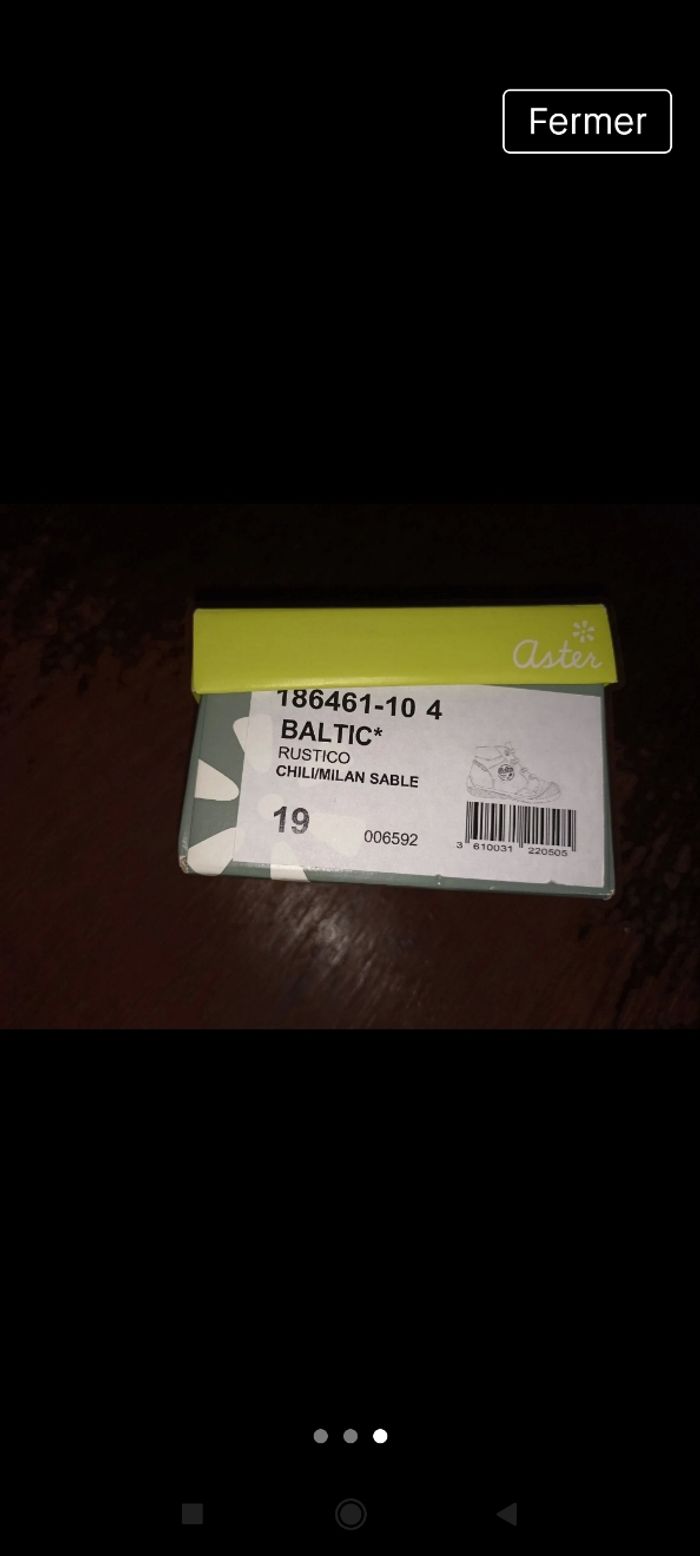 Fermer
aster
186461-10 4
BALTIC*
RUSTICO
CHILI/MILAN SABLE
19
006592
3 610031 220505